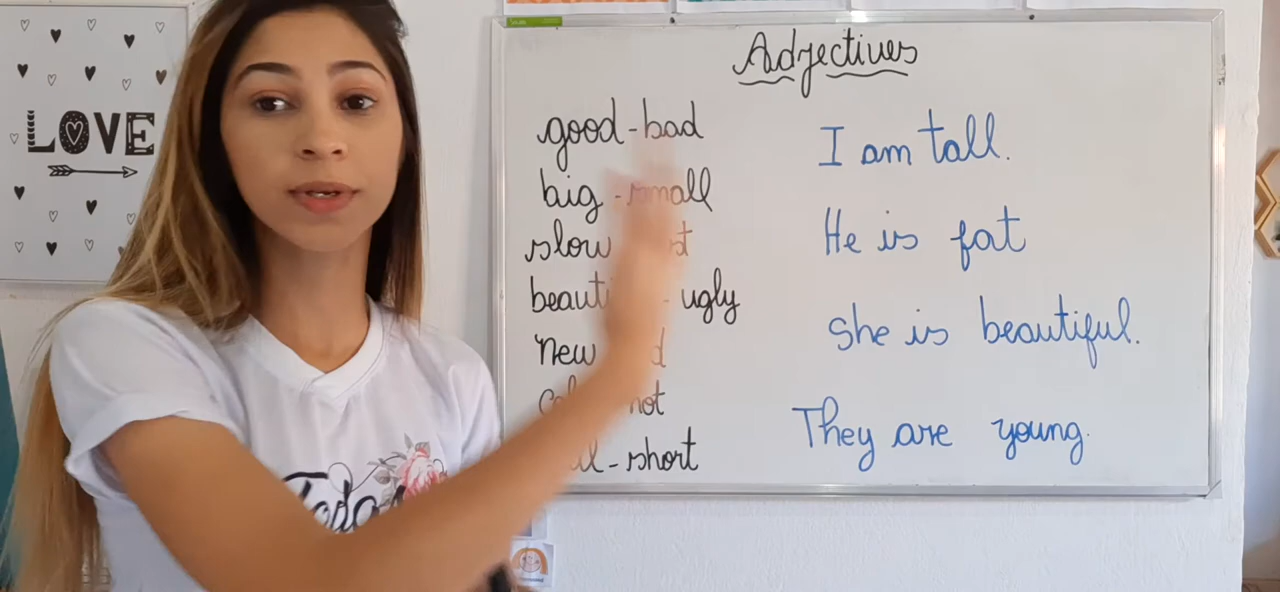 LOVE
Adjectives
good-bad
big-small
slow
ugly
new
hot
-short
I am tall.
He is fat
She is beautiful.
They are young.